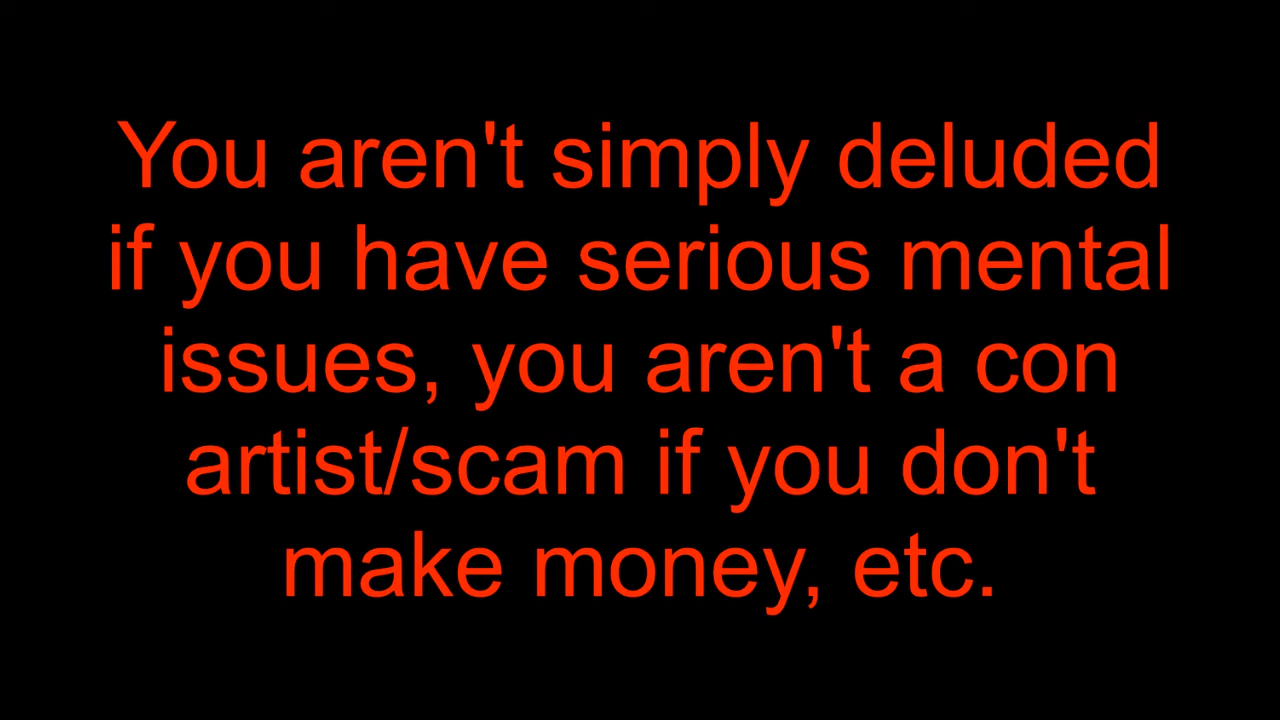 You aren't simply deluded
if you have serious mental
issues, you aren't a con
artist/scam if you don't
make money, etc.